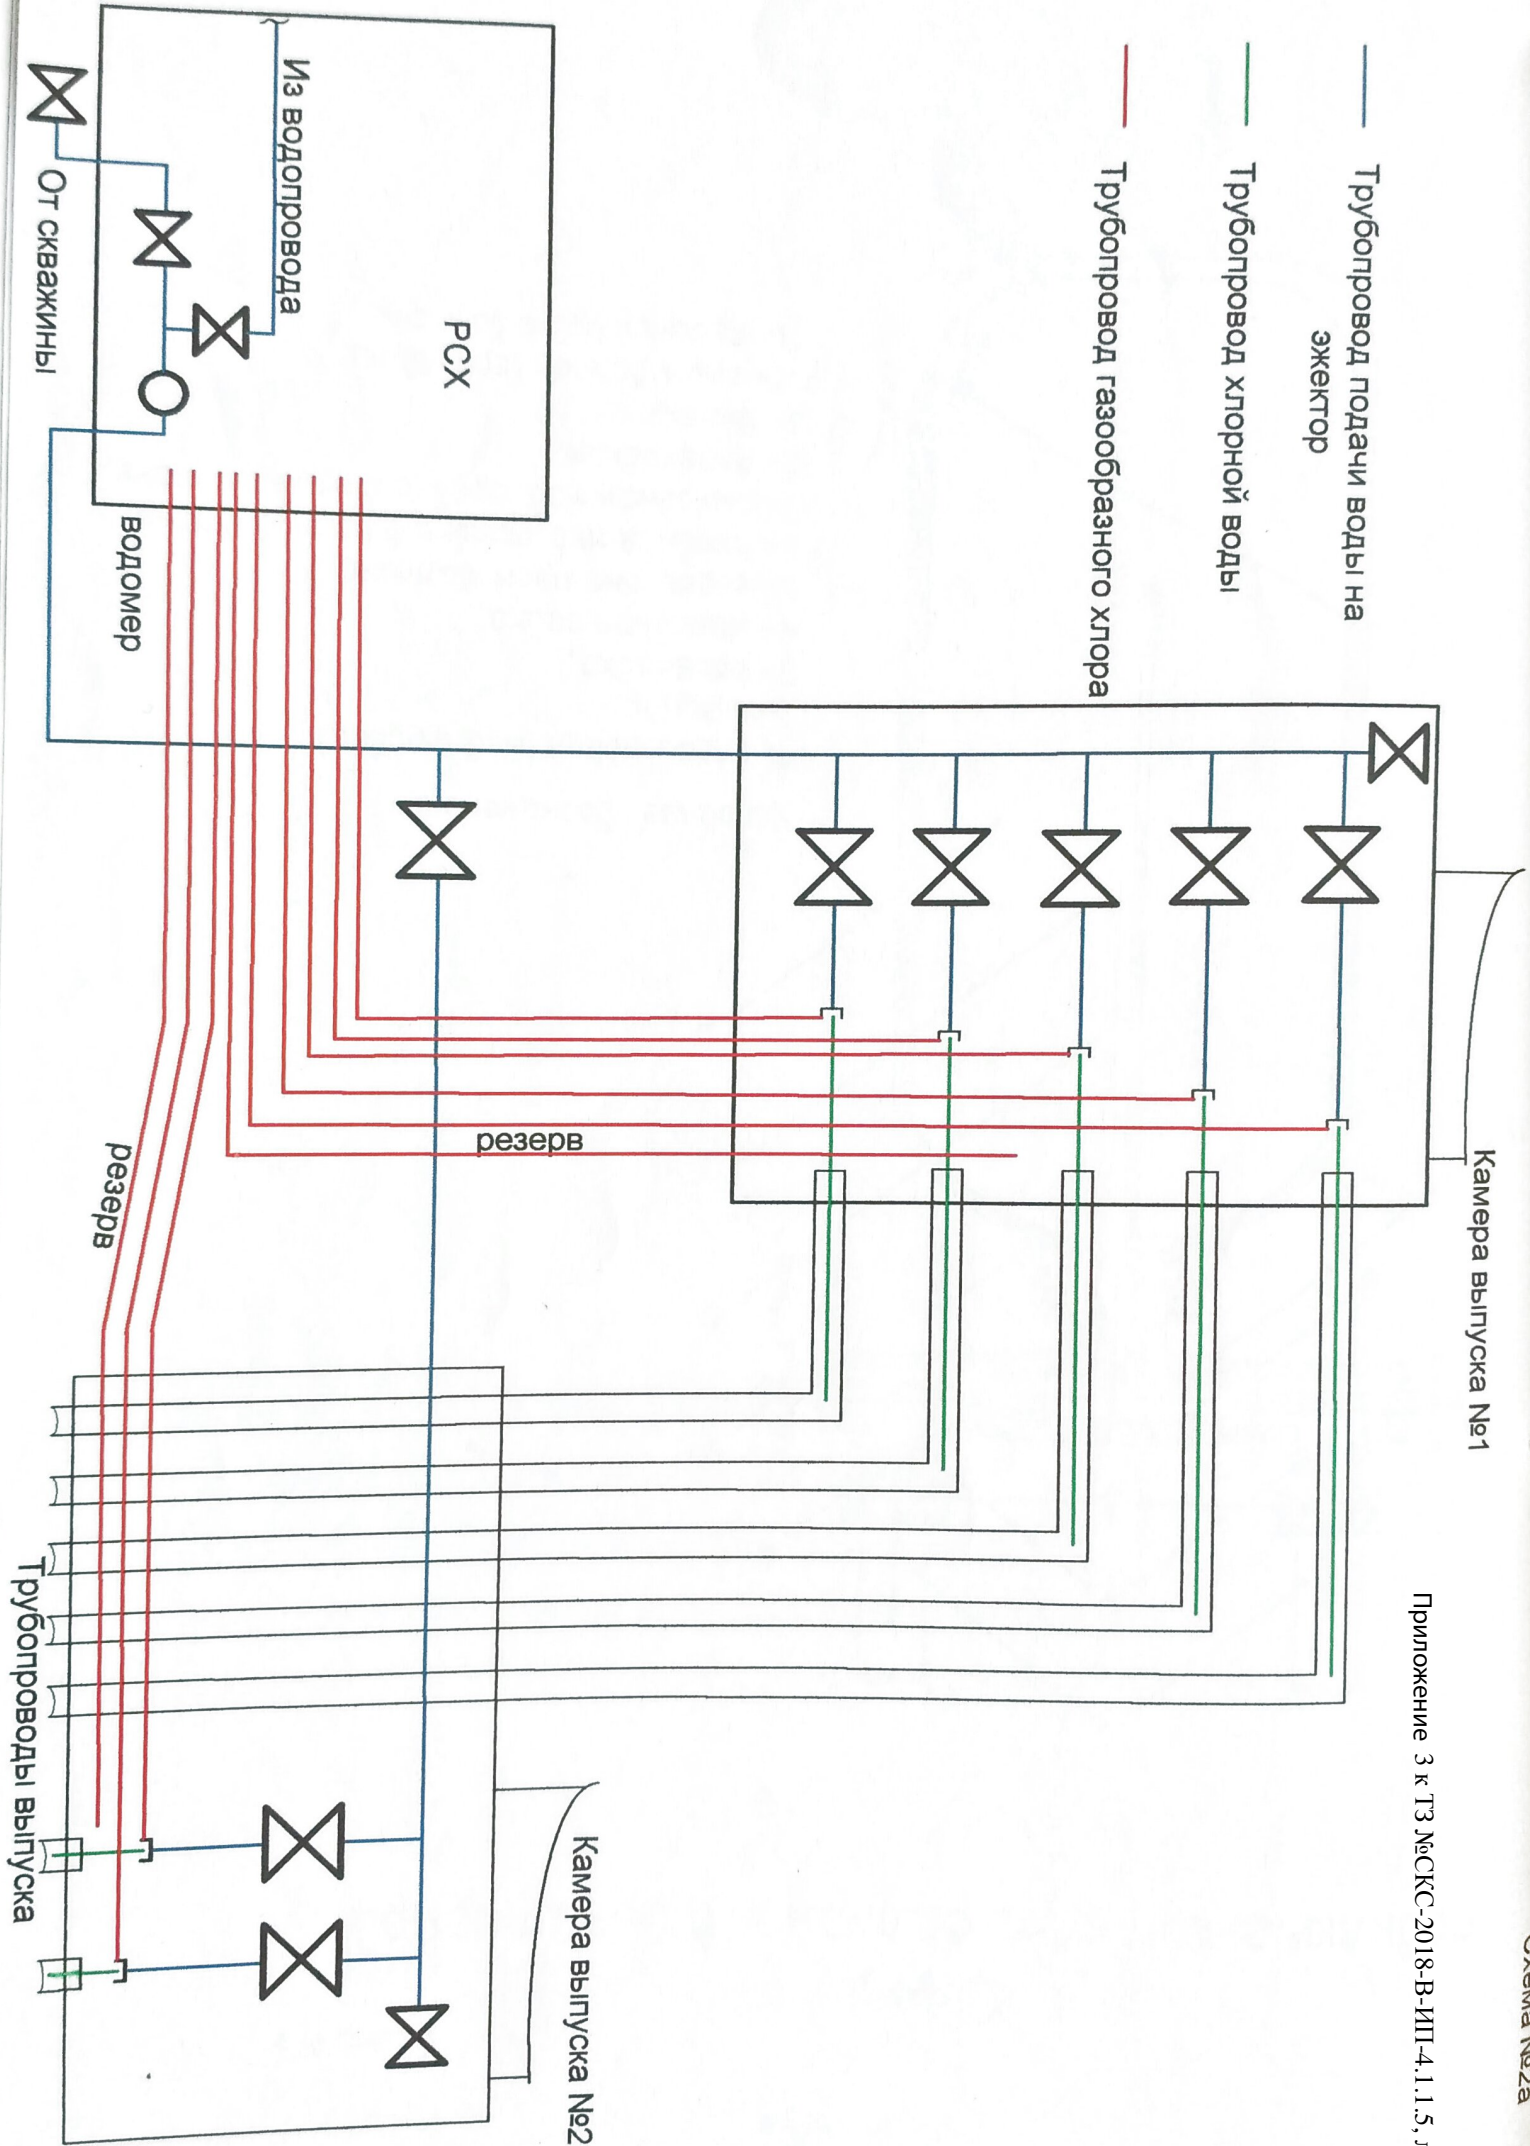 Схема №2а
Приложение 3 к ТЗ №СКС-2018-В-ИП-4.1.1.5,
Трубопровод подачи воды на
эжектор
Трубопровод хлорной воды
Трубопровод газообразного хлора
Камера выпуска №1
РСХ
Из водопровода
От скважины
водомер
резерв
резерв
Камера выпуска №2
Трубопроводы выпуска